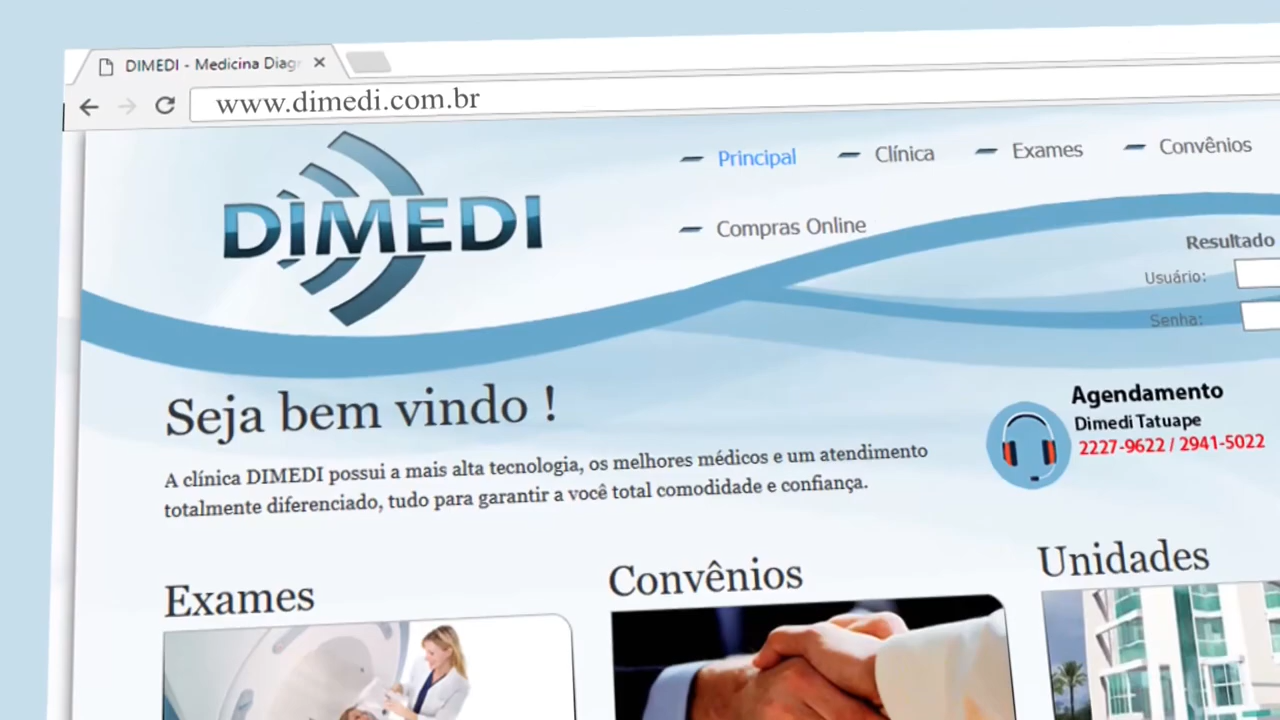 DIMEDI - Medicina Diag
www.dimedi.com.br
DIMEDI
Principal
Clínica
Exames
Convênios
Compras Online
Resultado
Usuário:
Senha:
Seja bem vindo !
A clínica DIMEDI possui a mais alta tecnologia, os melhores médicos e um atendimento
totalmente diferenciado, tudo para garantir a você total comodidade e confiança.
Agendamento
Dimedi Tatuape
2227-9622 / 2941-5022
Exames
Convênios
Unidades